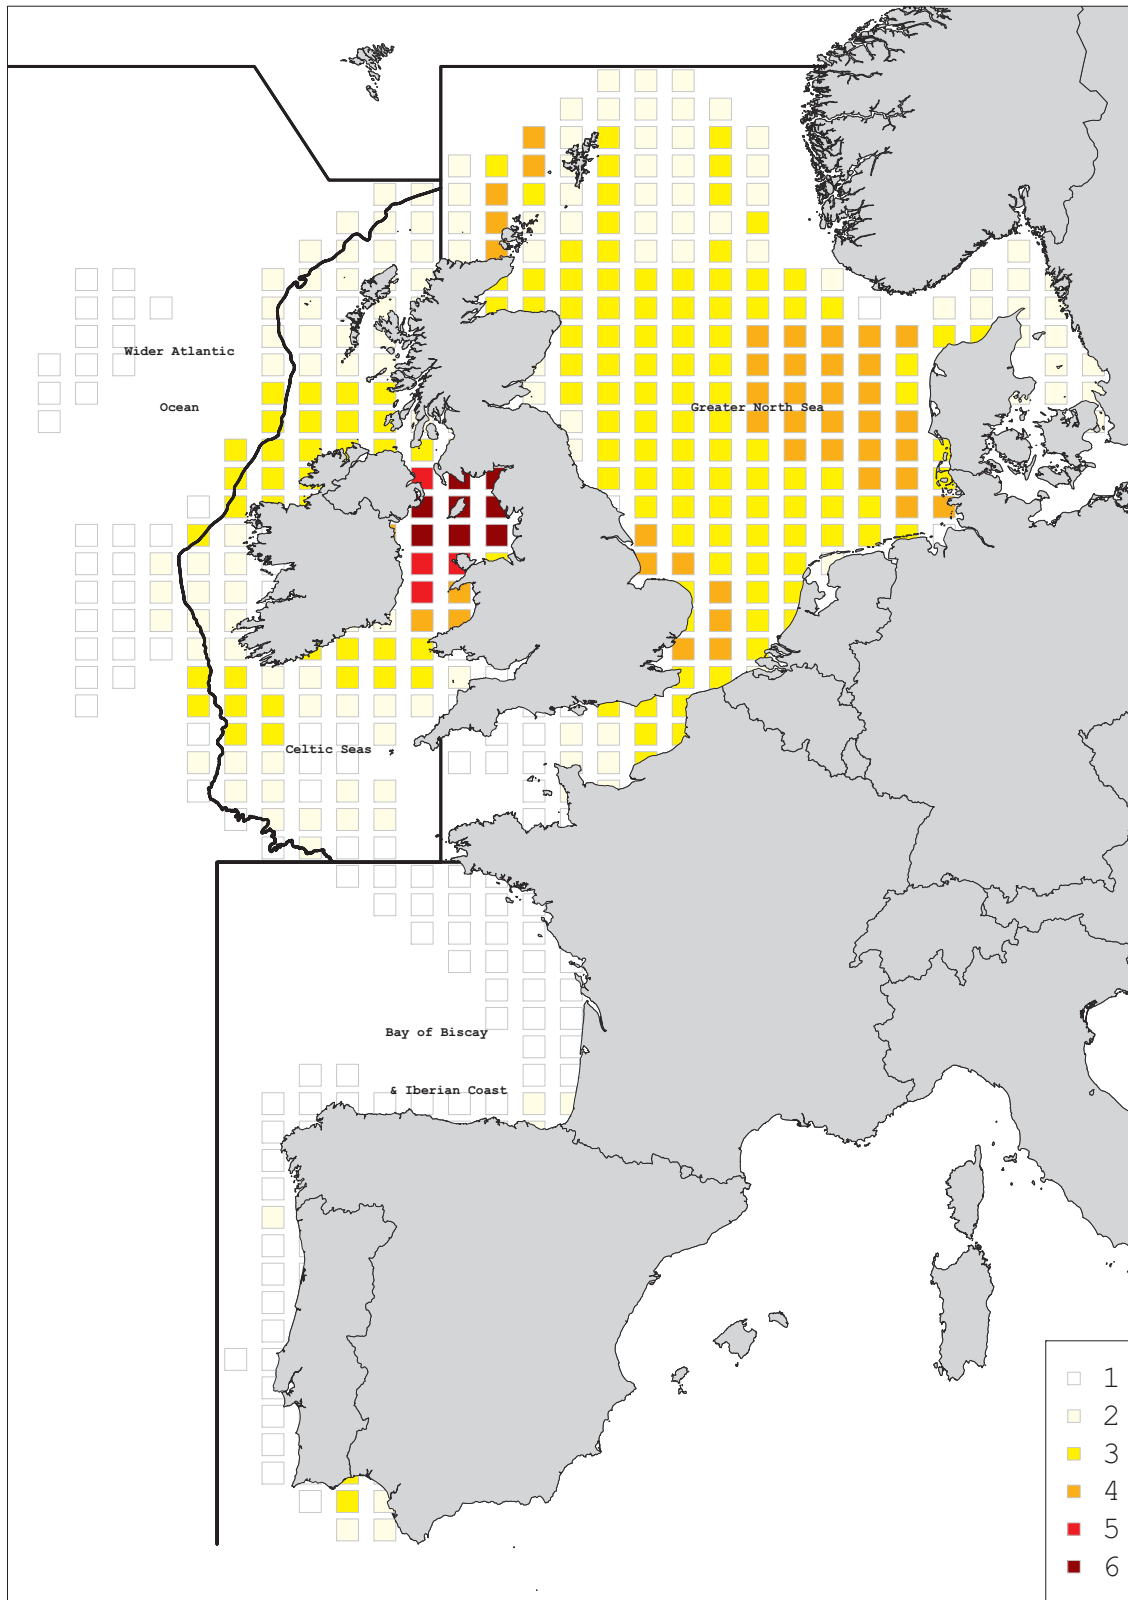 Wider Atlantic
Ocean
Greater North Sea
Celtic Seas
Bay of Biscay
& Iberian Coast
1
2
3
4
5
6